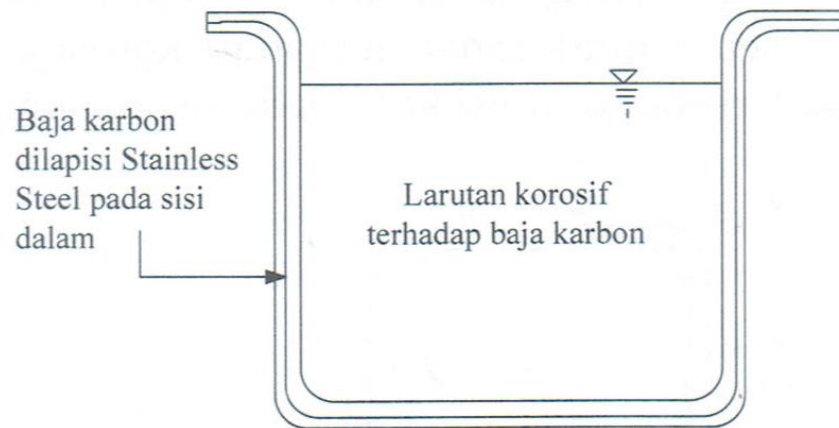 Baja karbon
dilapisi Stainless
Steel pada sisi
dalam
Larutan korosif
terhadap baja karbon